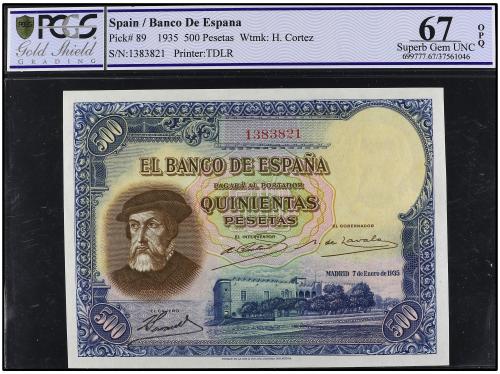 PCGS
Gold Shield
GRADING
Spain / Banco De Espana
Pick# 89 1935 500 Pesetas Wtmk: H. Cortez
S/N:1383821 Printer:TDLR
67
Superb Gem UNC
699777.67/37561046
OPQ
500
1383821
EL BANCO DE ESPAÑA
PAGARÁ AL PORTADOR
QUINIENTAS
PESETAS
EL INTERVENTOR
EL GOBERNADOR
MADRID 7 de Enero de 1935
EL CAJERO
500
500